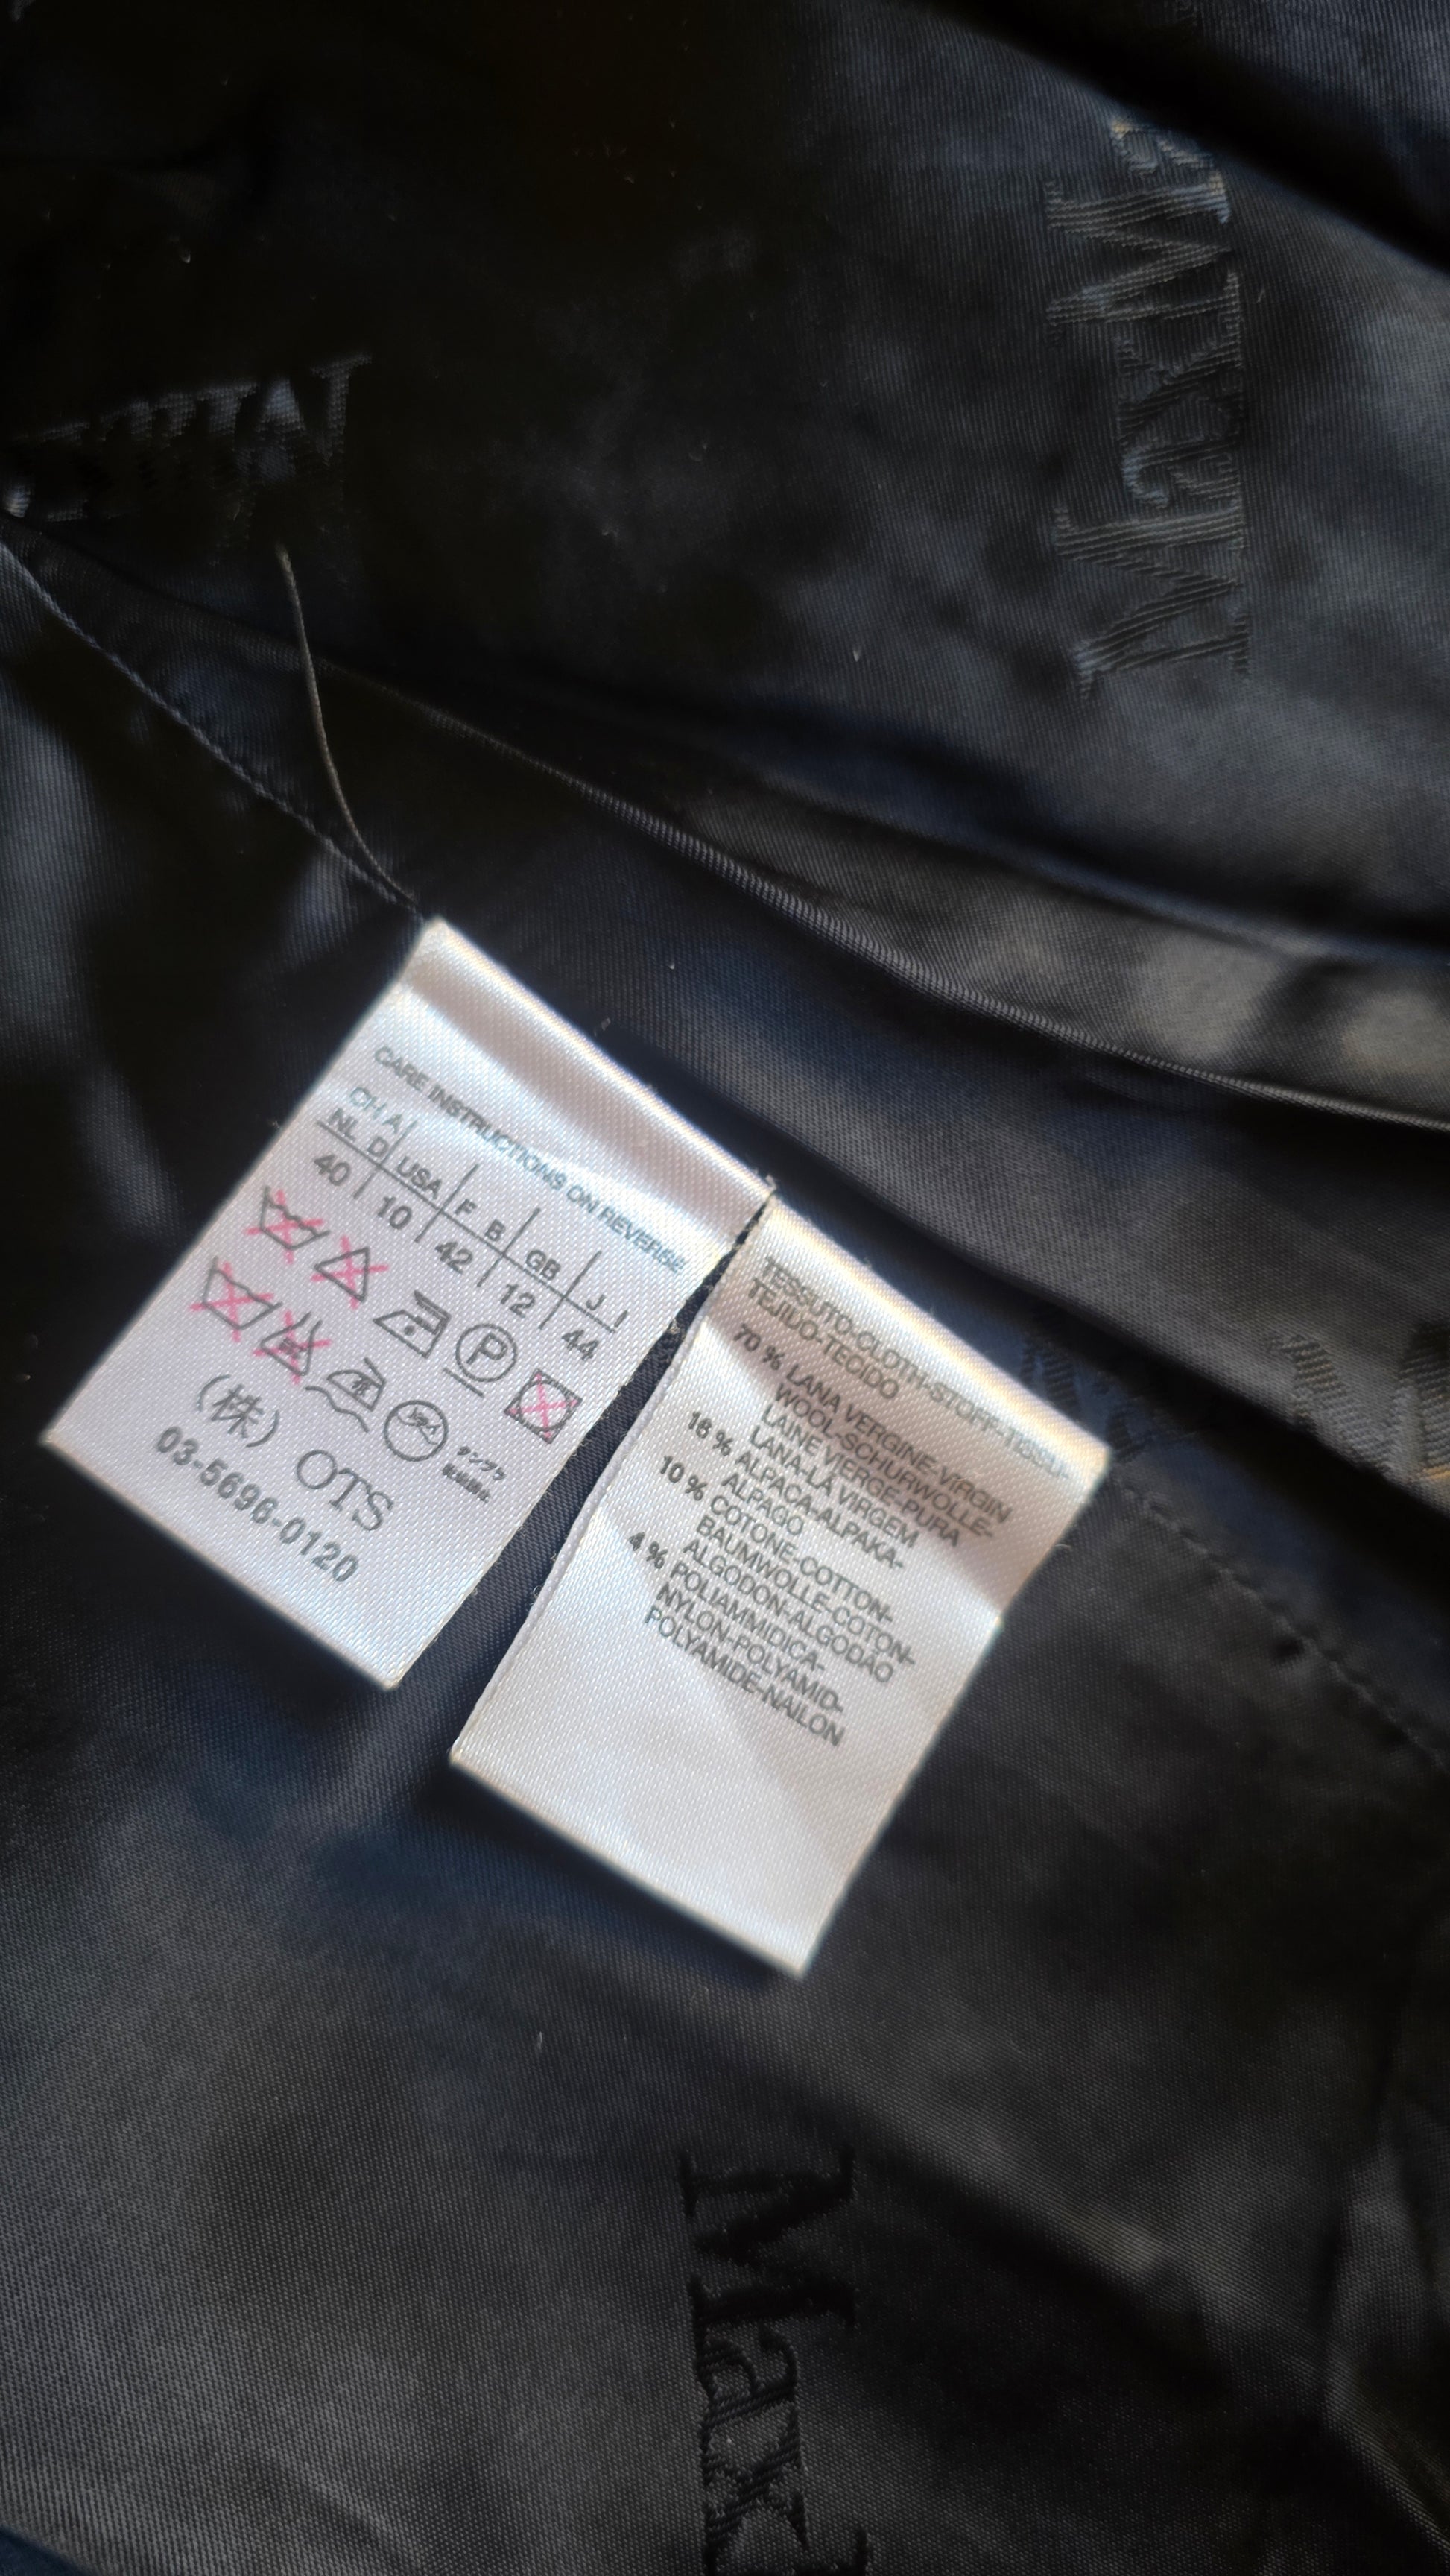 MaxMa
CARE INSTRUCTIONS ON REVERSE
CH A
NL D USA F B GB J I
40 10 42 12 44
P
(株) OTS
03-5696-0120
TESSUTO-CLOTH-STOFF-TISSU
TEJIDO-TECIDO
70 % LANA VERGINE-VIRGIN
WOOL-SCHURWOLLE-
LAINE VIERGE-PURA
LANA-LÃ VIRGEM
16 % ALPACA-ALPAKA-
ALPAGO
10 % COTONE-COTTON-
BAUMWOLLE-COTON-
ALGODON-ALGODÃO
4 % POLIAMMIDICA-
NYLON-POLYAMID-
POLYAMIDE-NAILON
Max